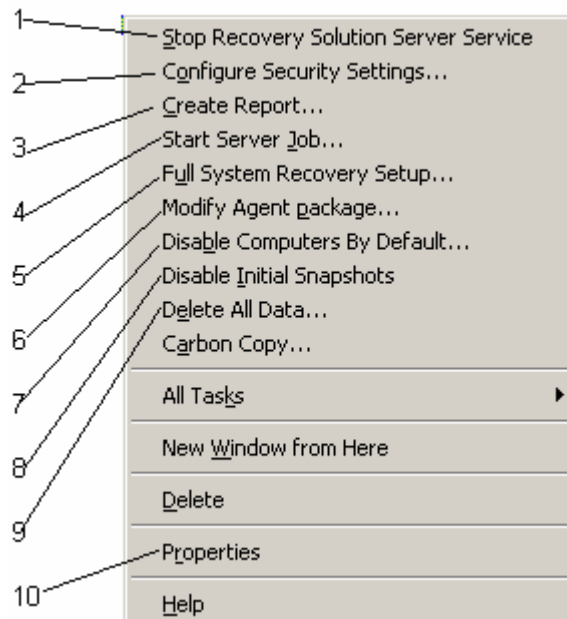 1 Stop Recovery Solution Server Service
2 Configure Security Settings...
3 Create Report...
4 Start Server Job...
5 Full System Recovery Setup...
6 Modify Agent package...
7 Disable Computers By Default...
8 Disable Initial Snapshots
9 Delete All Data...
Carbon Copy...
All Tasks
New Window from Here
Delete
10 Properties
Help